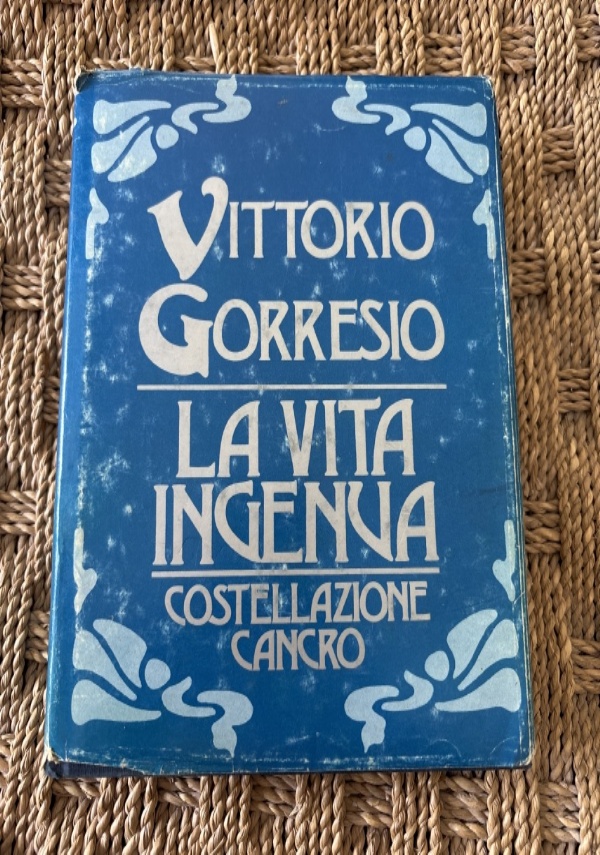 VITTORIO
GORRESIO
LA VITA
INGENUA
COSTELLAZIONE
CANCRO